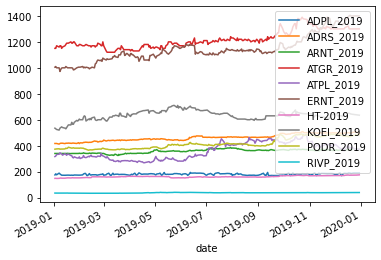 1400
1200
1000
800
600
400
200
0
ADPL_2019
ADRS_2019
ARNT_2019
ATGR_2019
ATPL_2019
ERNT_2019
HT-2019
KOEL_2019
PODR_2019
RIVP_2019
2019-01
2019-03
2019-05
2019-07
2019-09
2019-11
2020-01
date